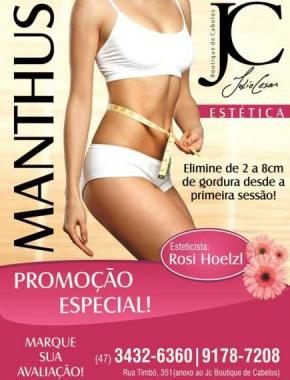 MANTHUS
Boutique de Cabelos
JC
Julio Cesar
ESTÉTICA
Elimine de 2 a 8cm
de gordura desde a
primeira sessão!
Esteticista:
Rosi Hoelzl
PROMOÇÃO
ESPECIAL!
MARQUE
SUA
AVALIAÇÃO!
(47) 3432-6360 | 9178-7208
Rua Timbó, 351(anexo ao Jc Boutique de Cabelos)